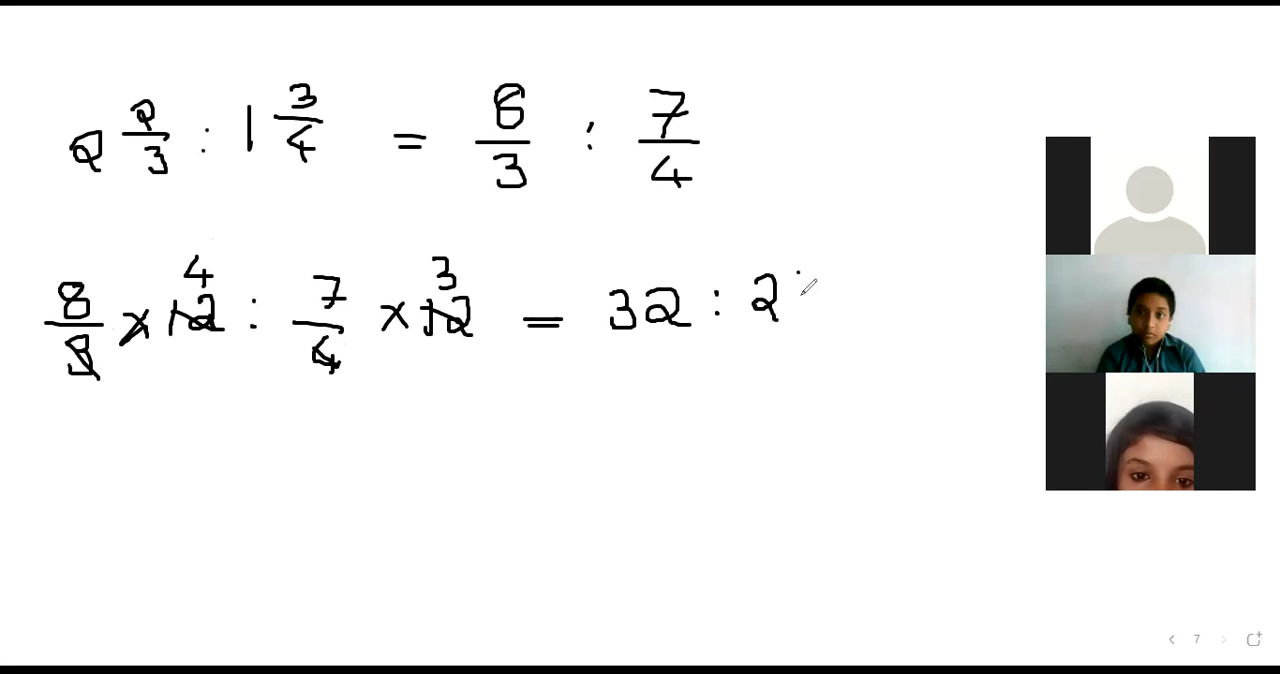 2 2/3 : 1 3/4 = 8/3 : 7/4
8/3 × 12 4 : 7/4 × 12 3 = 32 : 2
7